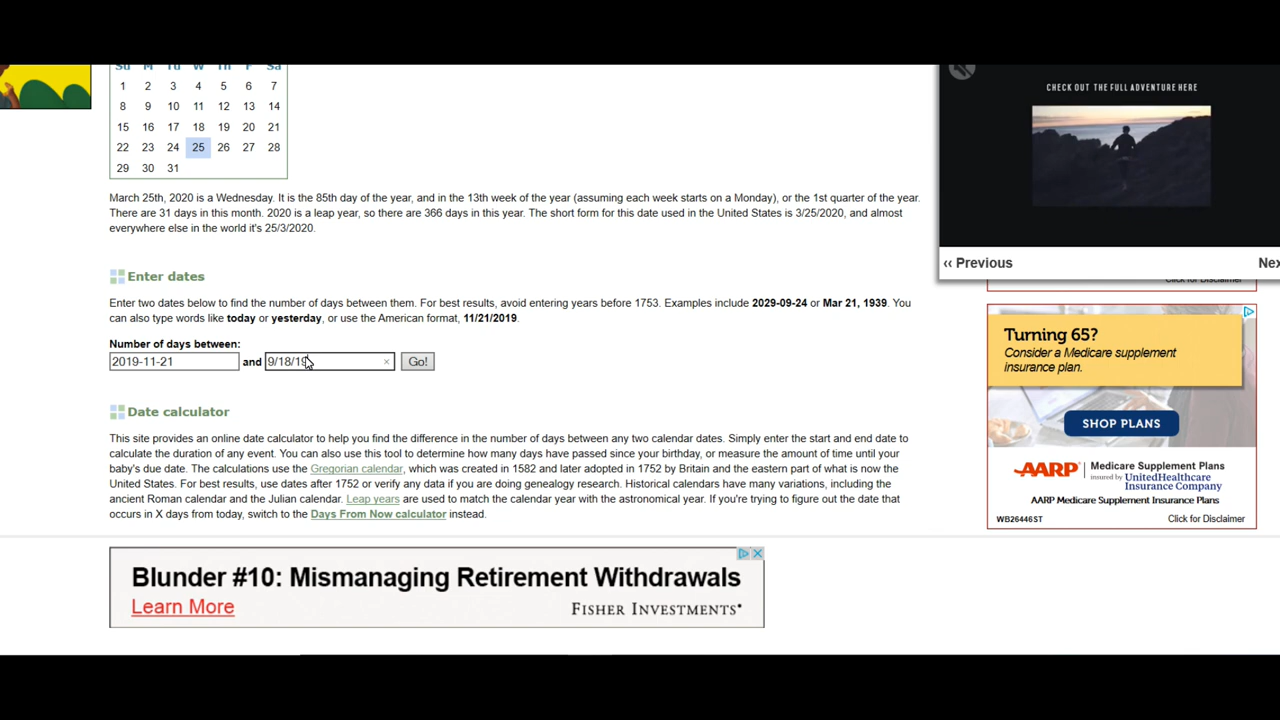 Su M T W Th F Sa
1 2 3 4 5 6 7
8 9 10 11 12 13 14
15 16 17 18 19 20 21
22 23 24 25 26 27 28
29 30 31
March 25th, 2020 is a Wednesday. It is the 85th day of the year, and in the 13th week of the year (assuming each week starts on a Monday), or the 1st quarter of the year.
There are 31 days in this month. 2020 is a leap year, so there are 366 days in this year. The short form for this date used in the United States is 3/25/2020, and almost
everywhere else in the world it's 25/3/2020.
Enter dates
Enter two dates below to find the number of days between them. For best results, avoid entering years before 1753. Examples include 2029-09-24 or Mar 21, 1939. You
can also type words like today or yesterday, or use the American format, 11/21/2019.
Number of days between:
2019-11-21 and 9/18/19 × Go!
Date calculator
This site provides an online date calculator to help you find the difference in the number of days between any two calendar dates. Simply enter the start and end date to
calculate the duration of any event. You can also use this tool to determine how many days have passed since your birthday, or measure the amount of time until your
baby's due date. The calculations use the Gregorian calendar, which was created in 1582 and later adopted in 1752 by Britain and the eastern part of what is now the
United States. For best results, use dates after 1752 or verify any data if you are doing genealogy research. Historical calendars have many variations, including the
ancient Roman calendar and the Julian calendar. Leap years are used to match the calendar year with the astronomical year. If you're trying to figure out the date that
occurs in X days from today, switch to the Days From Now calculator instead.
Blunder #10: Mismanaging Retirement Withdrawals
Learn More
FISHER INVESTMENTS
CHECK OUT THE FULL ADVENTURE HERE
‹‹ Previous
Nex
Click for Disclaimer
Turning 65?
Consider a Medicare supplement
insurance plan.
SHOP PLANS
AARP Medicare Supplement Plans
insured by UnitedHealthcare
Insurance Company
AARP Medicare Supplement Insurance Plans
WB26446ST Click for Disclaimer